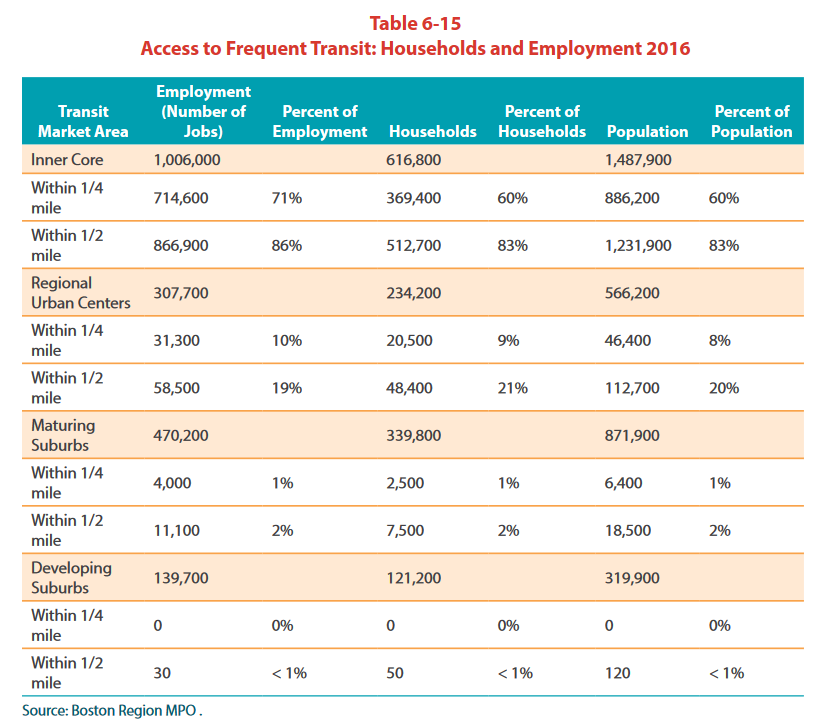 Table 6-15
Access to Frequent Transit: Households and Employment 2016
Transit Market Area | Employment (Number of Jobs) | Percent of Employment | Households | Percent of Households | Population | Percent of Population
Inner Core 1,006,000 616,800 1,487,900
Within 1/4 mile 714,600 71% 369,400 60% 886,200 60%
Within 1/2 mile 866,900 86% 512,700 83% 1,231,900 83%
Regional Urban Centers 307,700 234,200 566,200
Within 1/4 mile 31,300 10% 20,500 9% 46,400 8%
Within 1/2 mile 58,500 19% 48,400 21% 112,700 20%
Maturing Suburbs 470,200 339,800 871,900
Within 1/4 mile 4,000 1% 2,500 1% 6,400 1%
Within 1/2 mile 11,100 2% 7,500 2% 18,500 2%
Developing Suburbs 139,700 121,200 319,900
Within 1/4 mile 0 0% 0 0% 0 0%
Within 1/2 mile 30 < 1% 50 < 1% 120 < 1%
Source: Boston Region MPO .